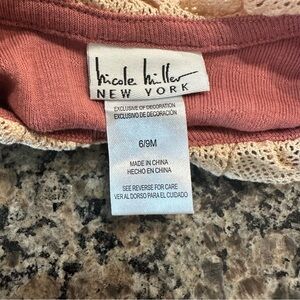 nicole miller
NEW YORK
EXCLUSIVE OF DECORATION
EXCLUSIVO DE DECORACIÓN
6/9M
MADE IN CHINA
HECHO EN CHINA
SEE REVERSE FOR CARE
VER AL DORSO PARA EL CUIDADO